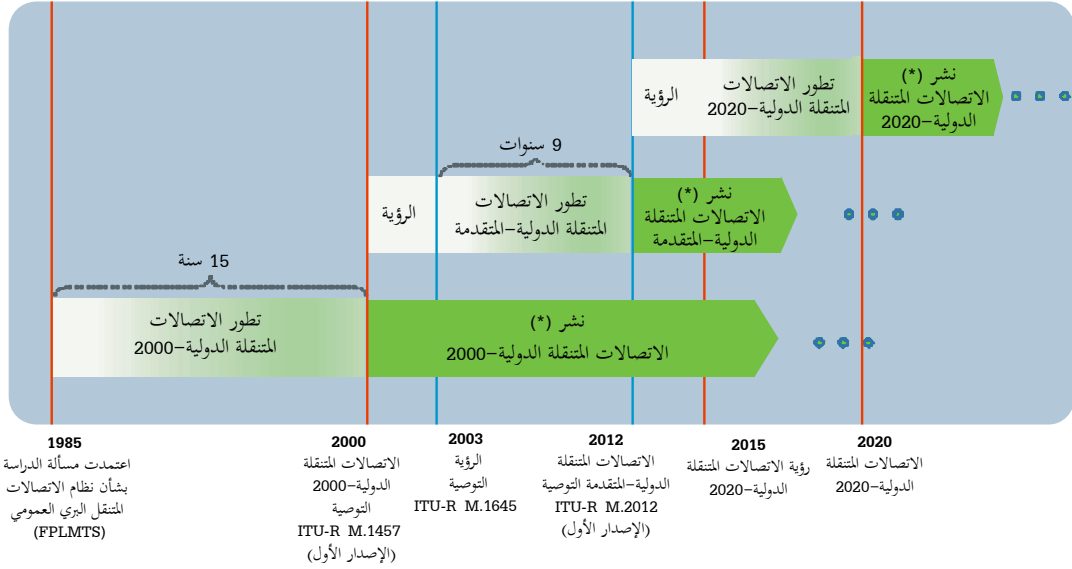 نشر (*)
الاتصالات المتنقلة
الدولية–2020
تطور الاتصالات
المتنقلة الدولية–2020
الرؤية
9 سنوات
نشر (*)
الاتصالات المتنقلة
الدولية–المتقدمة
تطور الاتصالات
المتنقلة الدولية–المتقدمة
الرؤية
15 سنة
نشر (*)
الاتصالات المتنقلة الدولية–2000
تطور الاتصالات
المتنقلة الدولية–2000
1985
اعتمدت مسألة الدراسة
بشأن نظام الاتصالات
المتنقل البري العمومي
(FPLMTS)
2000
الاتصالات المتنقلة
الدولية–2000
التوصية
ITU-R M.1457
(الإصدار الأول)
2003
الرؤية
التوصية
ITU-R M.1645
2012
الاتصالات المتنقلة
الدولية–المتقدمة التوصية
ITU-R M.2012
(الإصدار الأول)
2015
رؤية الاتصالات المتنقلة
الدولية–2020
2020
الاتصالات المتنقلة
الدولية–2020